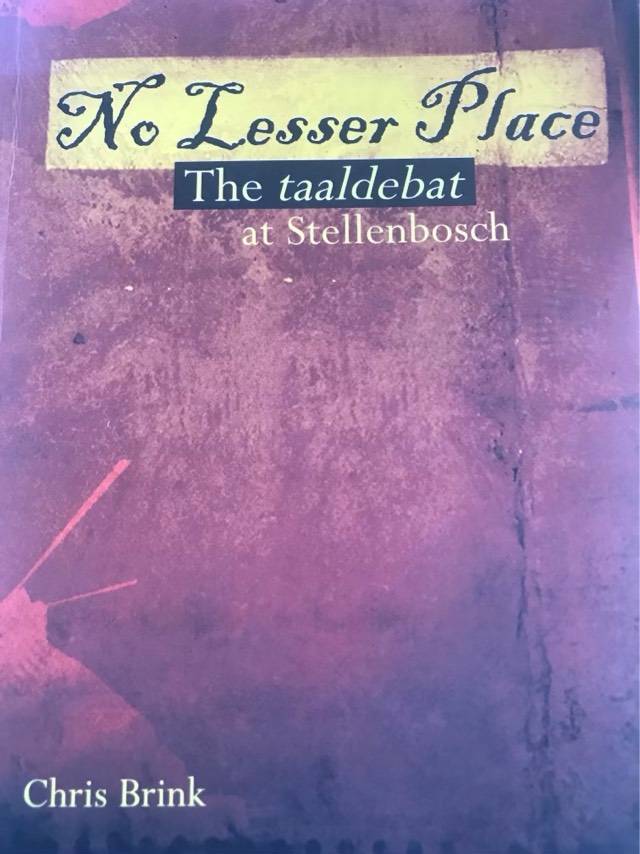 No Lesser Place
The taaldebat
at Stellenbosch
Chris Brink